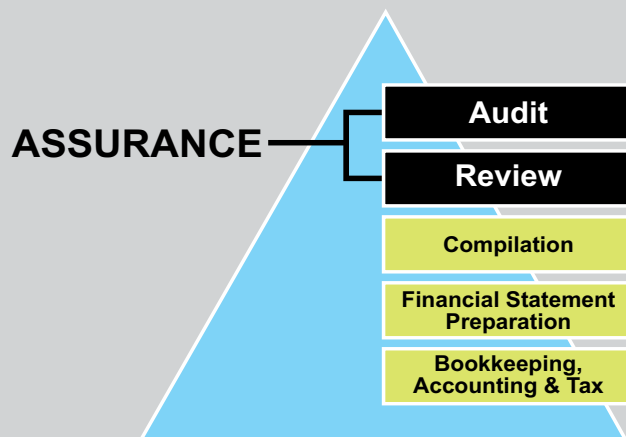 ASSURANCE
Audit
Review
Compilation
Financial Statement
Preparation
Bookkeeping,
Accounting & Tax